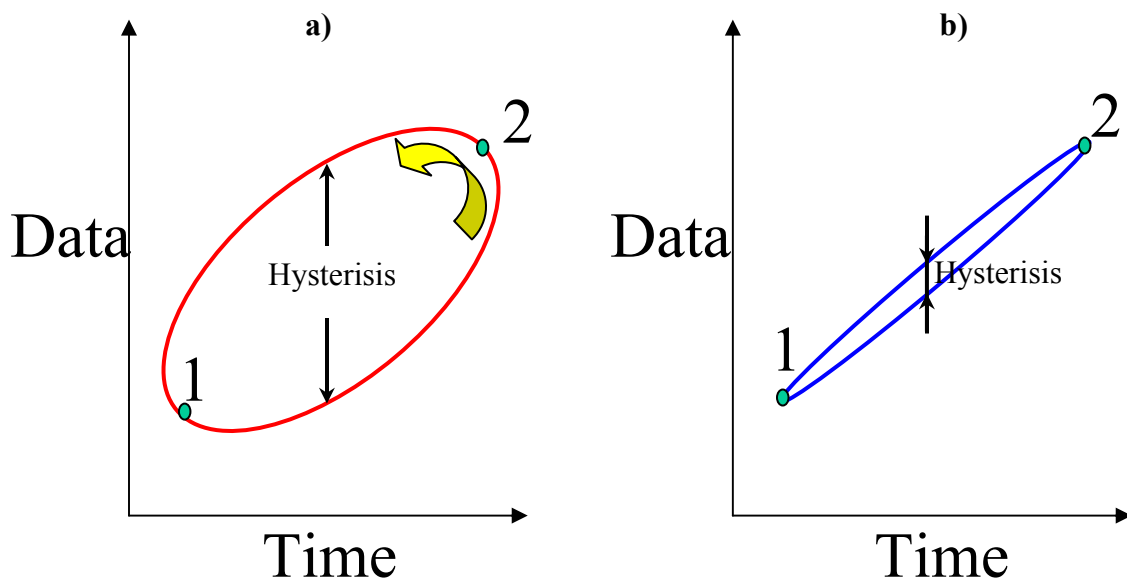 a)
2
Data
Hysterisis
1
Time
b)
2
Data
Hysterisis
1
Time